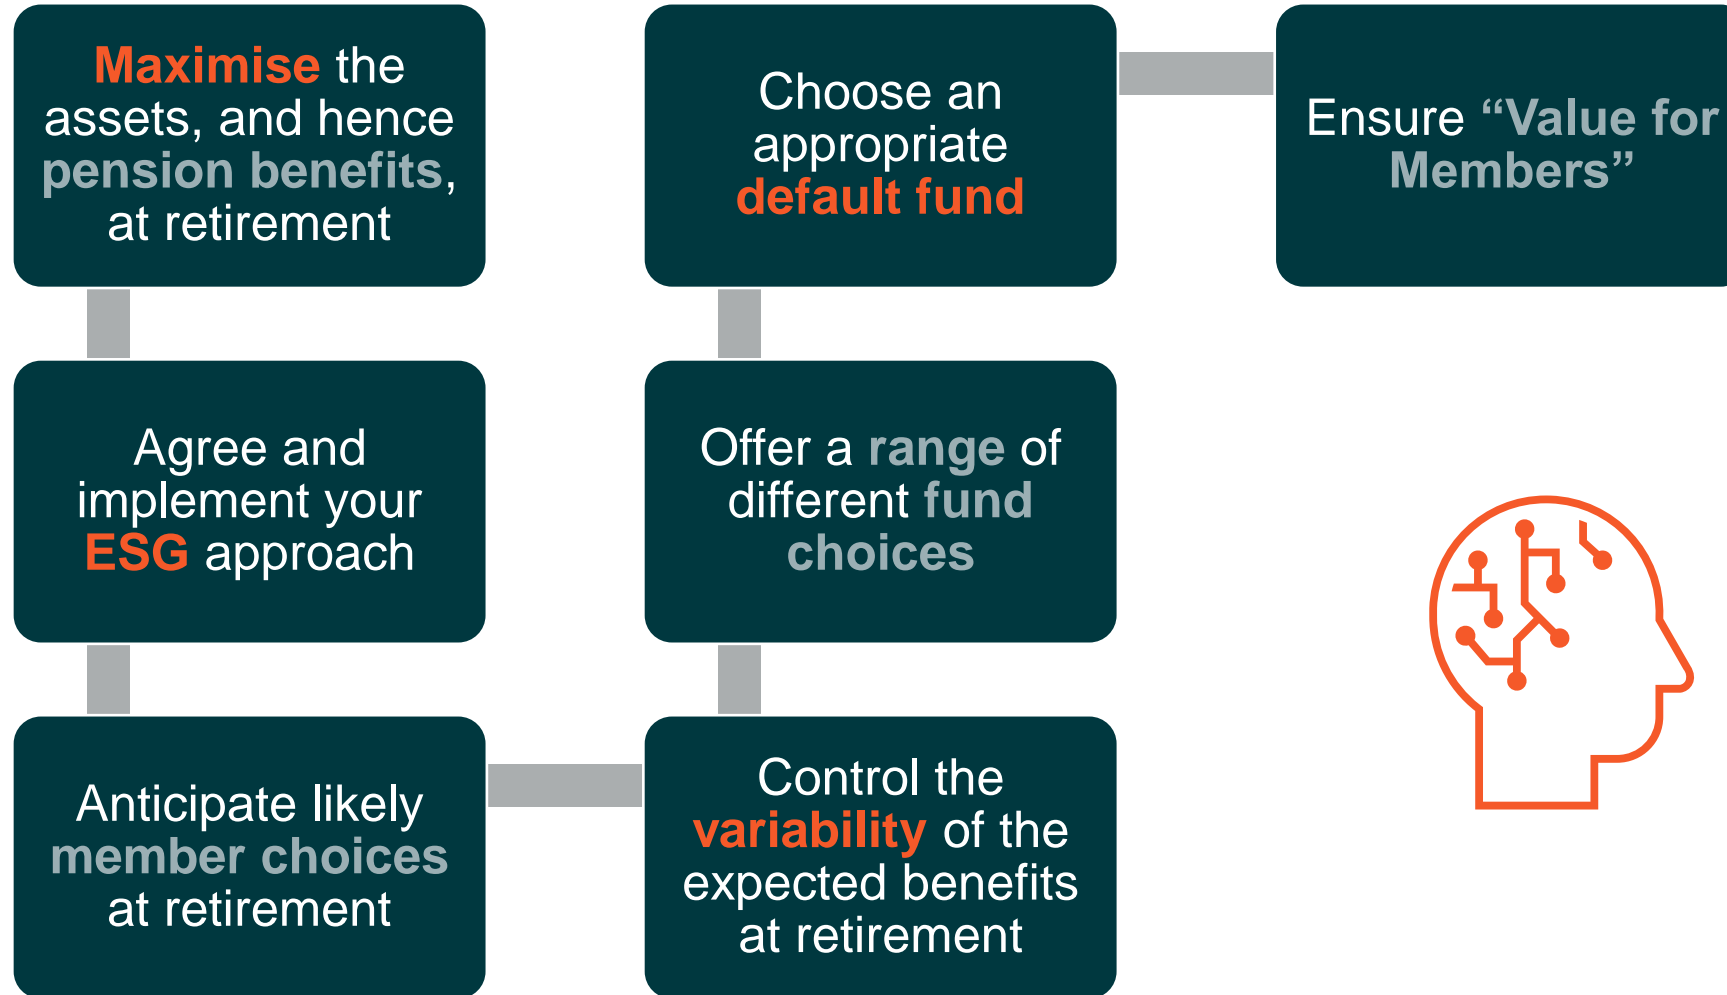 Maximise the
assets, and hence
pension benefits,
at retirement
Agree and
implement your
ESG approach
Anticipate likely
member choices
at retirement
Control the
variability of the
expected benefits
at retirement
Offer a range of
different fund
choices
Choose an
appropriate
default fund
Ensure “Value for
Members”